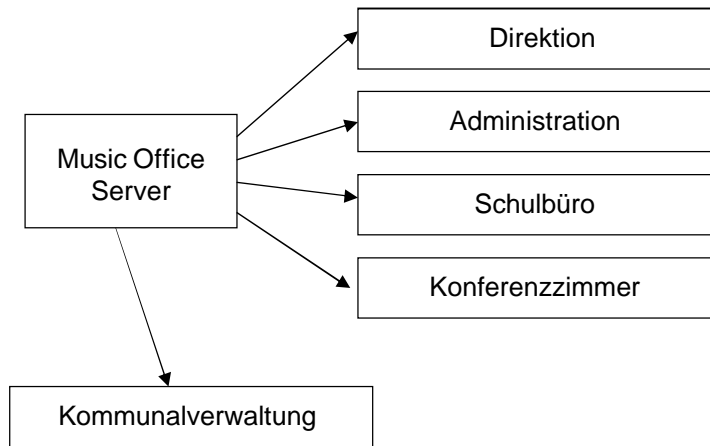 Direktion
Administration
Music Office
Server
Schulbüro
Konferenzzimmer
Kommunalverwaltung